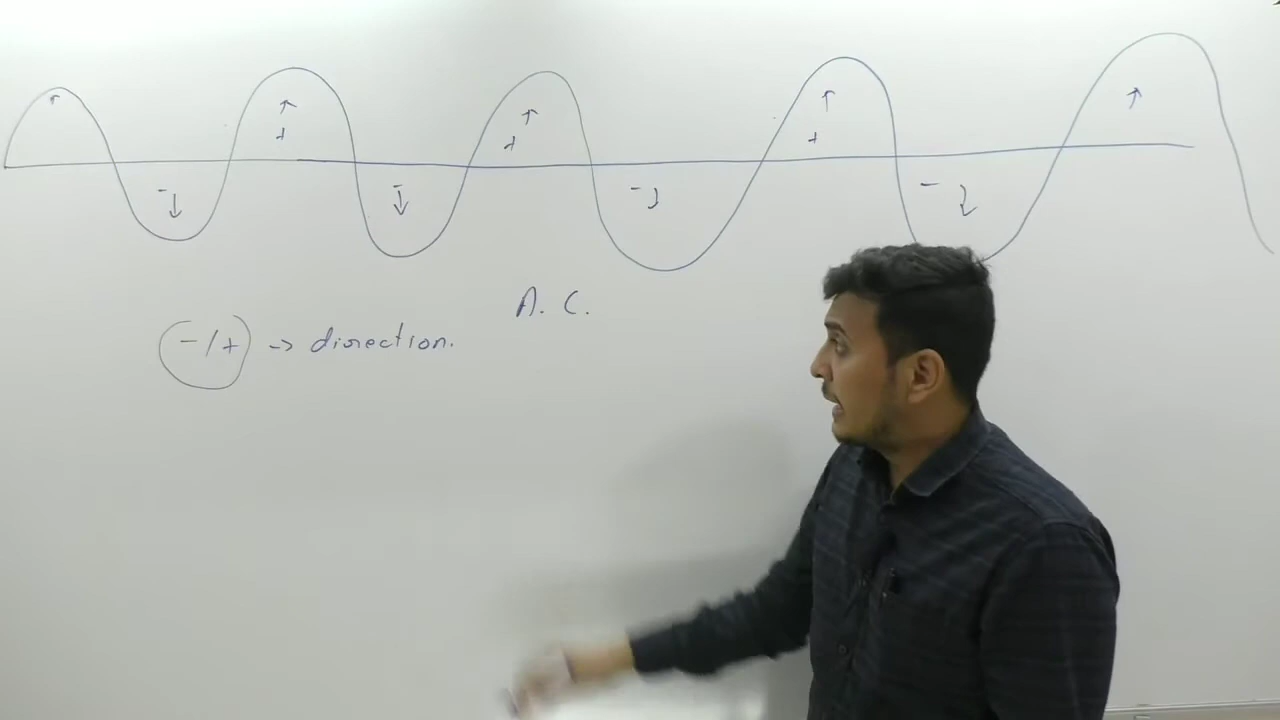 + + +
- - - -
A. C.
(-/+) -> direction.